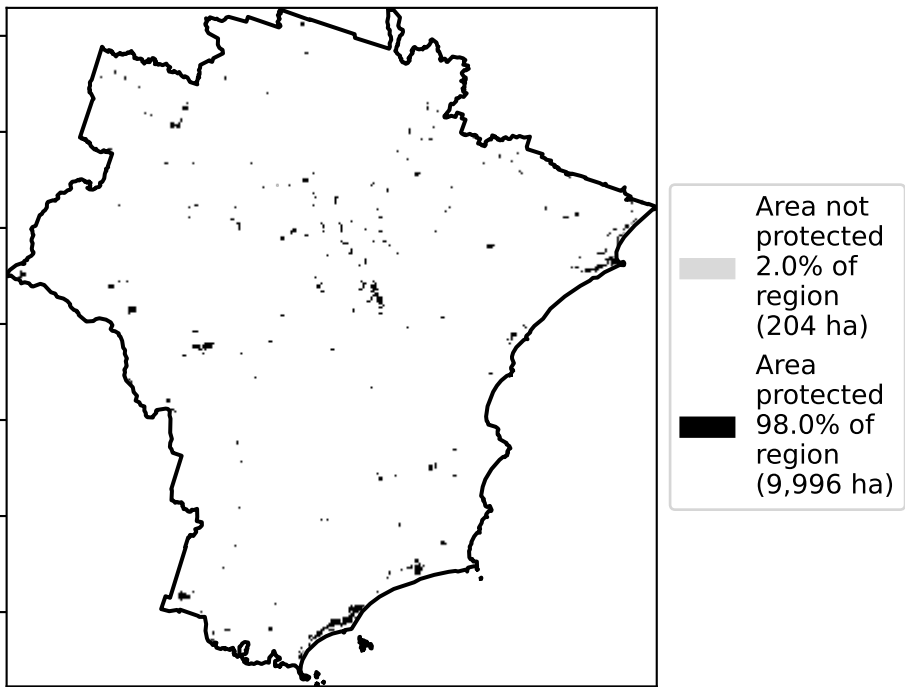 Area not
protected
2.0% of
region
(204 ha)
Area
protected
98.0% of
region
(9,996 ha)